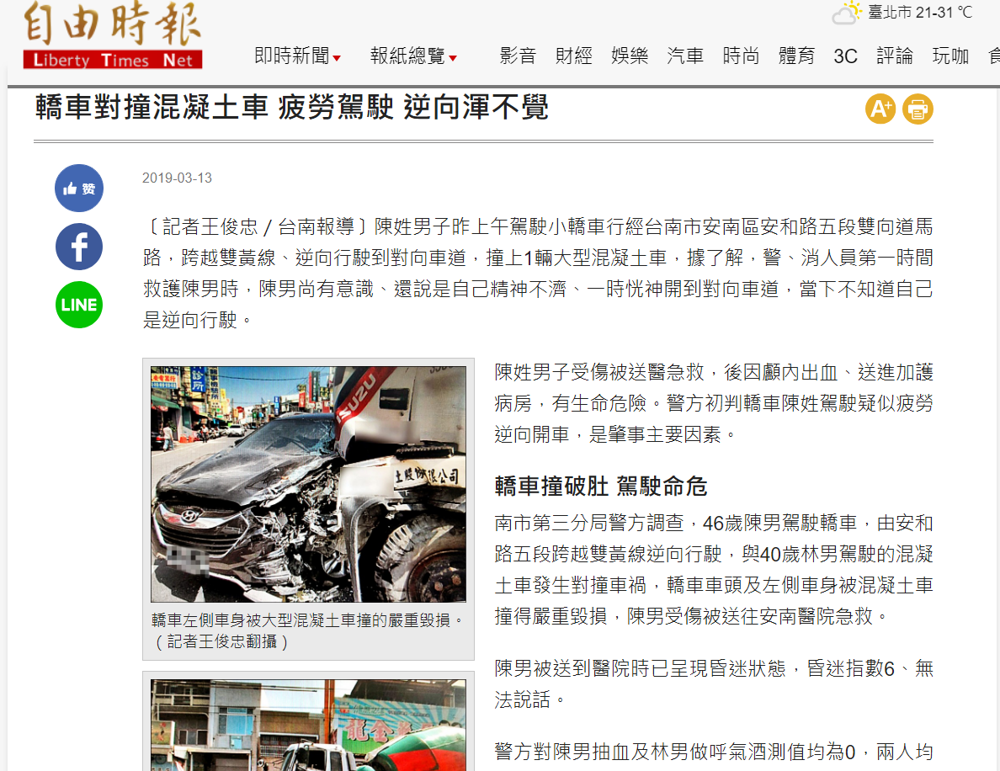 自由時報
Liberty Times Net
臺北市 21-31 ℃
即時新聞 報紙總覽 影音 財經 娛樂 汽車 時尚 體育 3C 評論 玩咖 食
轎車對撞混凝土車 疲勞駕駛 逆向渾不覺
A+
赞
2019-03-13
〔記者王俊忠/台南報導〕陳姓男子昨上午駕駛小轎車行經台南市安南區安和路五段雙向道馬
路,跨越雙黃線、逆向行駛到對向車道,撞上1輛大型混凝土車,據了解,警、消人員第一時間
救護陳男時,陳男尚有意識、還說是自己精神不濟、一時恍神開到對向車道,當下不知道自己
是逆向行駛。
f
LINE
陳姓男子受傷被送醫急救,後因顱內出血、送進加護
病房,有生命危險。警方初判轎車陳姓駕駛疑似疲勞
逆向開車,是肇事主要因素。
轎車撞破肚 駕駛命危
南市第三分局警方調查,46歲陳男駕駛轎車,由安和
路五段跨越雙黃線逆向行駛,與40歲林男駕駛的混凝
土車發生對撞車禍,轎車車頭及左側車身被混凝土車
撞得嚴重毀損,陳男受傷被送往安南醫院急救。
陳男被送到醫院時已呈現昏迷狀態,昏迷指數6、無
法說話。
警方對陳男抽血及林男做呼氣酒測值均為0,兩人均
ISUZU
診所
土股份有限公司
轎車左側車身被大型混凝土車撞的嚴重毀損。
(記者王俊忠翻攝)
龍全